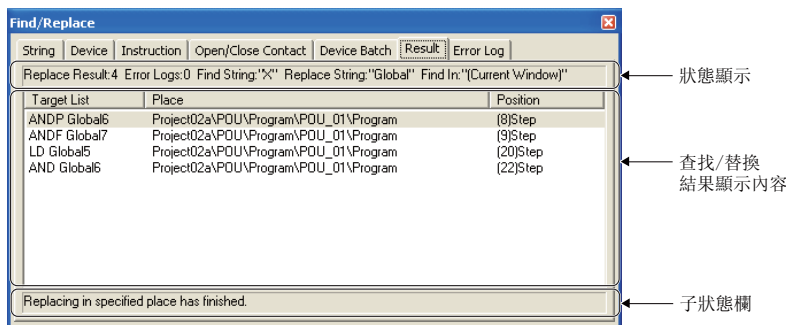 Find/Replace
String Device Instruction Open/Close Contact Device Batch Result Error Log
Replace Result:4 Error Logs:0 Find String:"X" Replace String:"Global" Find In:"(Current Window)"
狀態顯示
Target List Place Position
ANDP Global6 Project02a\POU\Program\POU_01\Program (8)Step
ANDF Global7 Project02a\POU\Program\POU_01\Program (9)Step
LD Global5 Project02a\POU\Program\POU_01\Program (20)Step
AND Global6 Project02a\POU\Program\POU_01\Program (22)Step
查找/替換
結果顯示內容
Replacing in specified place has finished.
子狀態欄